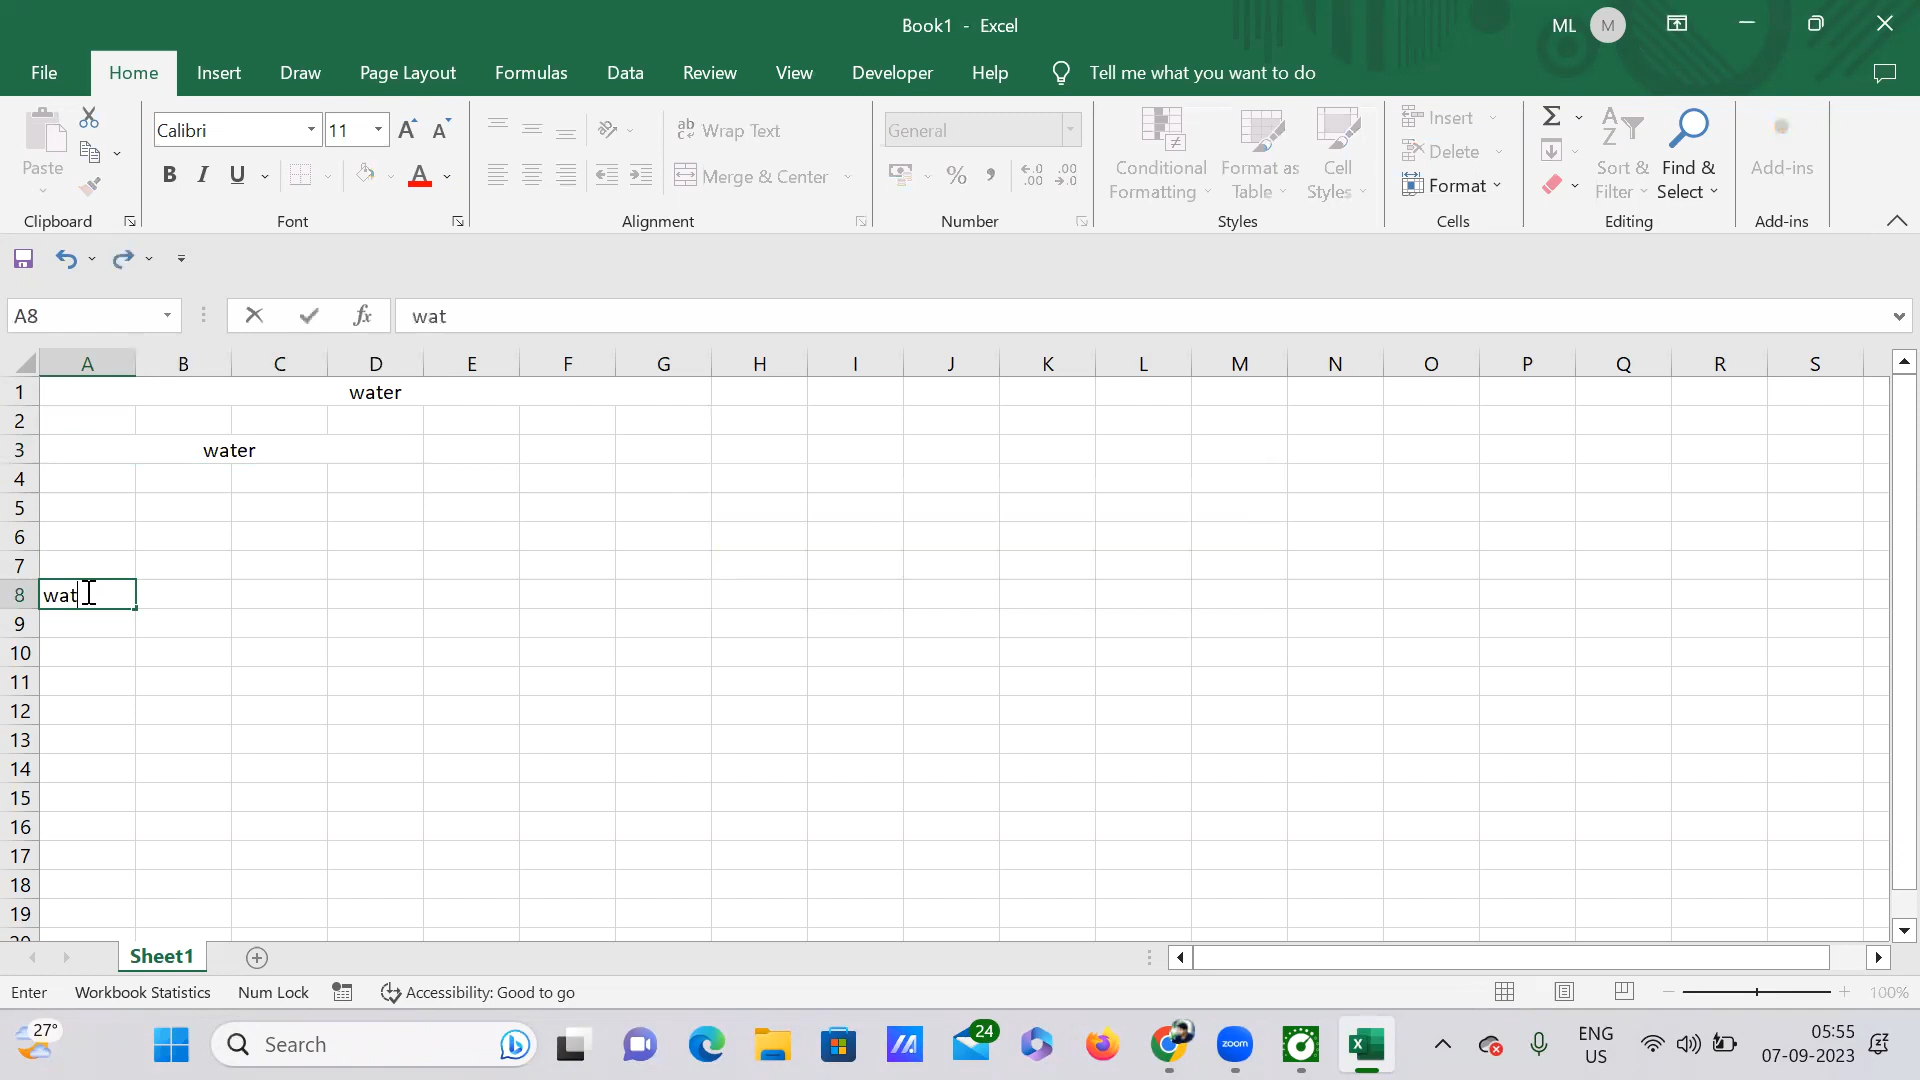 Book1 - Excel
ML M
File Home Insert Draw Page Layout Formulas Data Review View Developer Help Tell me what you want to do
Calibri 11 Wrap Text General Insert
Paste Conditional Format as Cell Delete Sort & Find & Add-ins
B I U A Merge & Center % Formatting Table Styles Format Filter Select
Clipboard Font Alignment Number Styles Cells Editing Add-ins
A8 fx wat
A B C D E F G H I J K L M N O P Q R S
1 water
2
3 water
4
5
6
7
8 wat
9
10
11
12
13
14
15
16
17
18
19
20
Sheet1
Enter Workbook Statistics Num Lock Accessibility: Good to go 100%
27° Search 24 zoom ENG US 05:55
07-09-2023